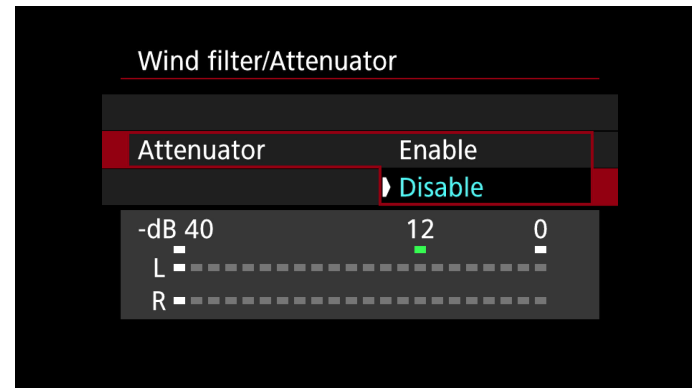 Wind filter/Attenuator
Attenuator Enable
Disable
-dB 40 12 0
L
R